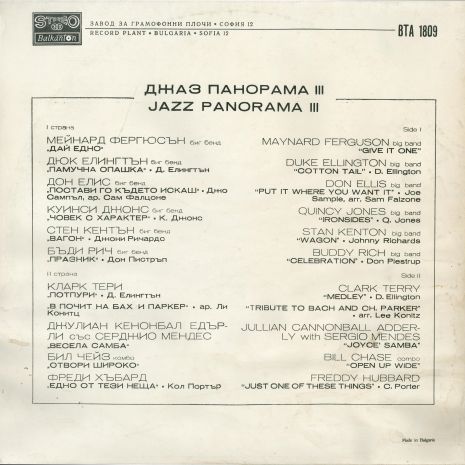 STEREO
Balkanton
ЗАВОД ЗА ГРАМОФОННИ ПЛОЧИ • СОФИЯ 12
RECORD PLANT • BULGARIA • SOFIA 12
ВТА 1809
ДЖАЗ ПАНОРАМА III
JAZZ PANORAMA III
I страна
МЕЙНАРД ФЕРГЮСЪН биг бенд
„ДАЙ ЕДНО“
ДЮК ЕЛИНГТЪН биг бенд
„ПАМУЧНА ОПАШКА“ • Д. Елингтън
ДОН ЕЛИС биг бенд
„ПОСТАВИ ГО КЪДЕТО ИСКАШ“ • Джо
Сампъл, ар. Сам Фалцоне
КУИНСИ ДЖОНС биг бенд
„ЧОВЕК С ХАРАКТЕР“ • К. Джонс
СТЕН КЕНТЪН биг бенд
„ВАГОН“ • Джони Ричардс
БЪДИ РИЧ биг бенд
„ПРАЗНИК“ • Дон Пистръп
II страна
КЛАРК ТЕРИ
„ПОТПУРИ“ • Д. Елингтън
„В ПОЧИТ НА БАХ И ПАРКЕР“ • ар. Ли
Конитц
ДЖУЛИАН КЕНОНБАЛ ЕДЪР-
ЛИ със СЕРДЖИО МЕНДЕС
„ВЕСЕЛА САМБА“
БИЛ ЧЕЙЗ комбо
„ОТВОРИ ШИРОКО“
ФРЕДИ ХЪБАРД
„ЕДНО ОТ ТЕЗИ НЕЩА“ • Кол Портър
Side I
MAYNARD FERGUSON big band
"GIVE IT ONE"
DUKE ELLINGTON big band
"COTTON TAIL" • D. Ellington
DON ELLIS big band
"PUT IT WHERE YOU WANT IT" • Joe
Sample, arr. Sam Falzone
QUINCY JONES big band
"IRONSIDES" • Q. Jones
STAN KENTON big band
"WAGON" • Johnny Richards
BUDDY RICH big band
"CELEBRATION" • Don Piestrup
Side II
CLARK TERRY
"MEDLEY" • D. Ellington
"TRIBUTE TO BACH AND CH. PARKER" •
arr. Lee Konitz
JULLIAN CANNONBALL ADDER-
LY with SERGIO MENDES
"JOYCE' SAMBA"
BILL CHASE combo
"OPEN UP WIDE"
FREDDY HUBBARD
"JUST ONE OF THESE THINGS" • C. Porter
Made in Bulgaria